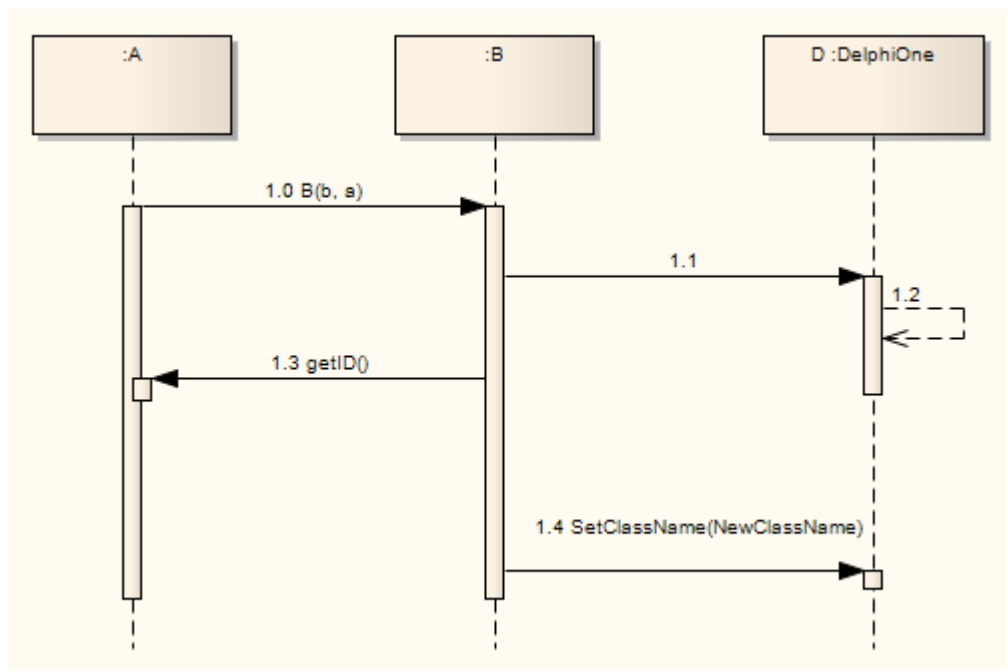 :A
:B
D :DelphiOne
1.0 B(b, a)
1.1
1.2
1.3 getID()
1.4 SetClassName(NewClassName)